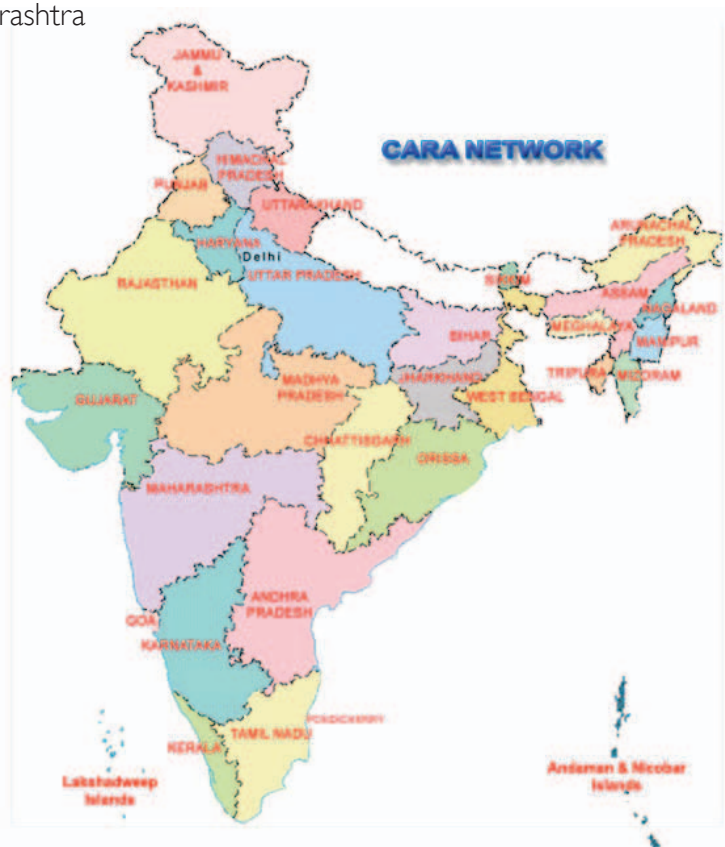 rashtra
JAMMU
&
KASHMIR
CARA NETWORK
HIMACHAL
PRADESH
PUNJAB
UTTARAKHAND
HARYANA
Delhi
ARUNACHAL
PRADESH
RAJASTHAN
UTTAR PRADESH
SIKKIM
ASSAM
NAGALAND
MEGHALAYA
MANIPUR
BIHAR
TRIPURA
MIZORAM
JHARKHAND
WEST BENGAL
GUJARAT
MADHYA
PRADESH
CHHATTISGARH
ORISSA
MAHARASHTRA
ANDHRA
PRADESH
GOA
KARNATAKA
PONDICHERRY
TAMIL NADU
KERALA
Lakshadweep
Islands
Andaman & Nicobar
Islands